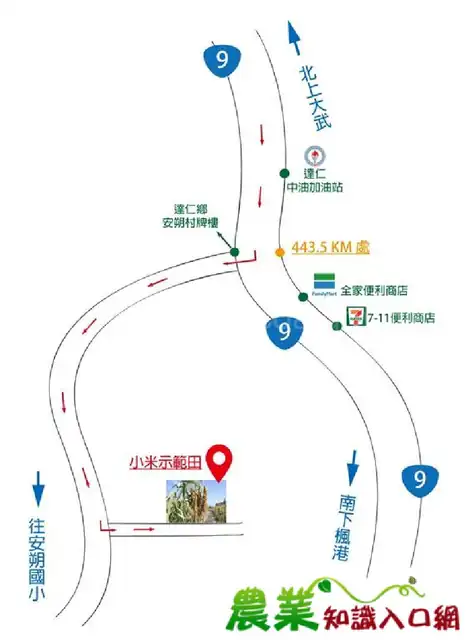 9
北上大武
達仁
中油加油站
達仁鄉
安朔村牌樓
443.5 KM 處
FamilyMart
全家便利商店
7-11便利商店
9
小米示範田
9
往安朔國小
南下楓港
農業知識入口網